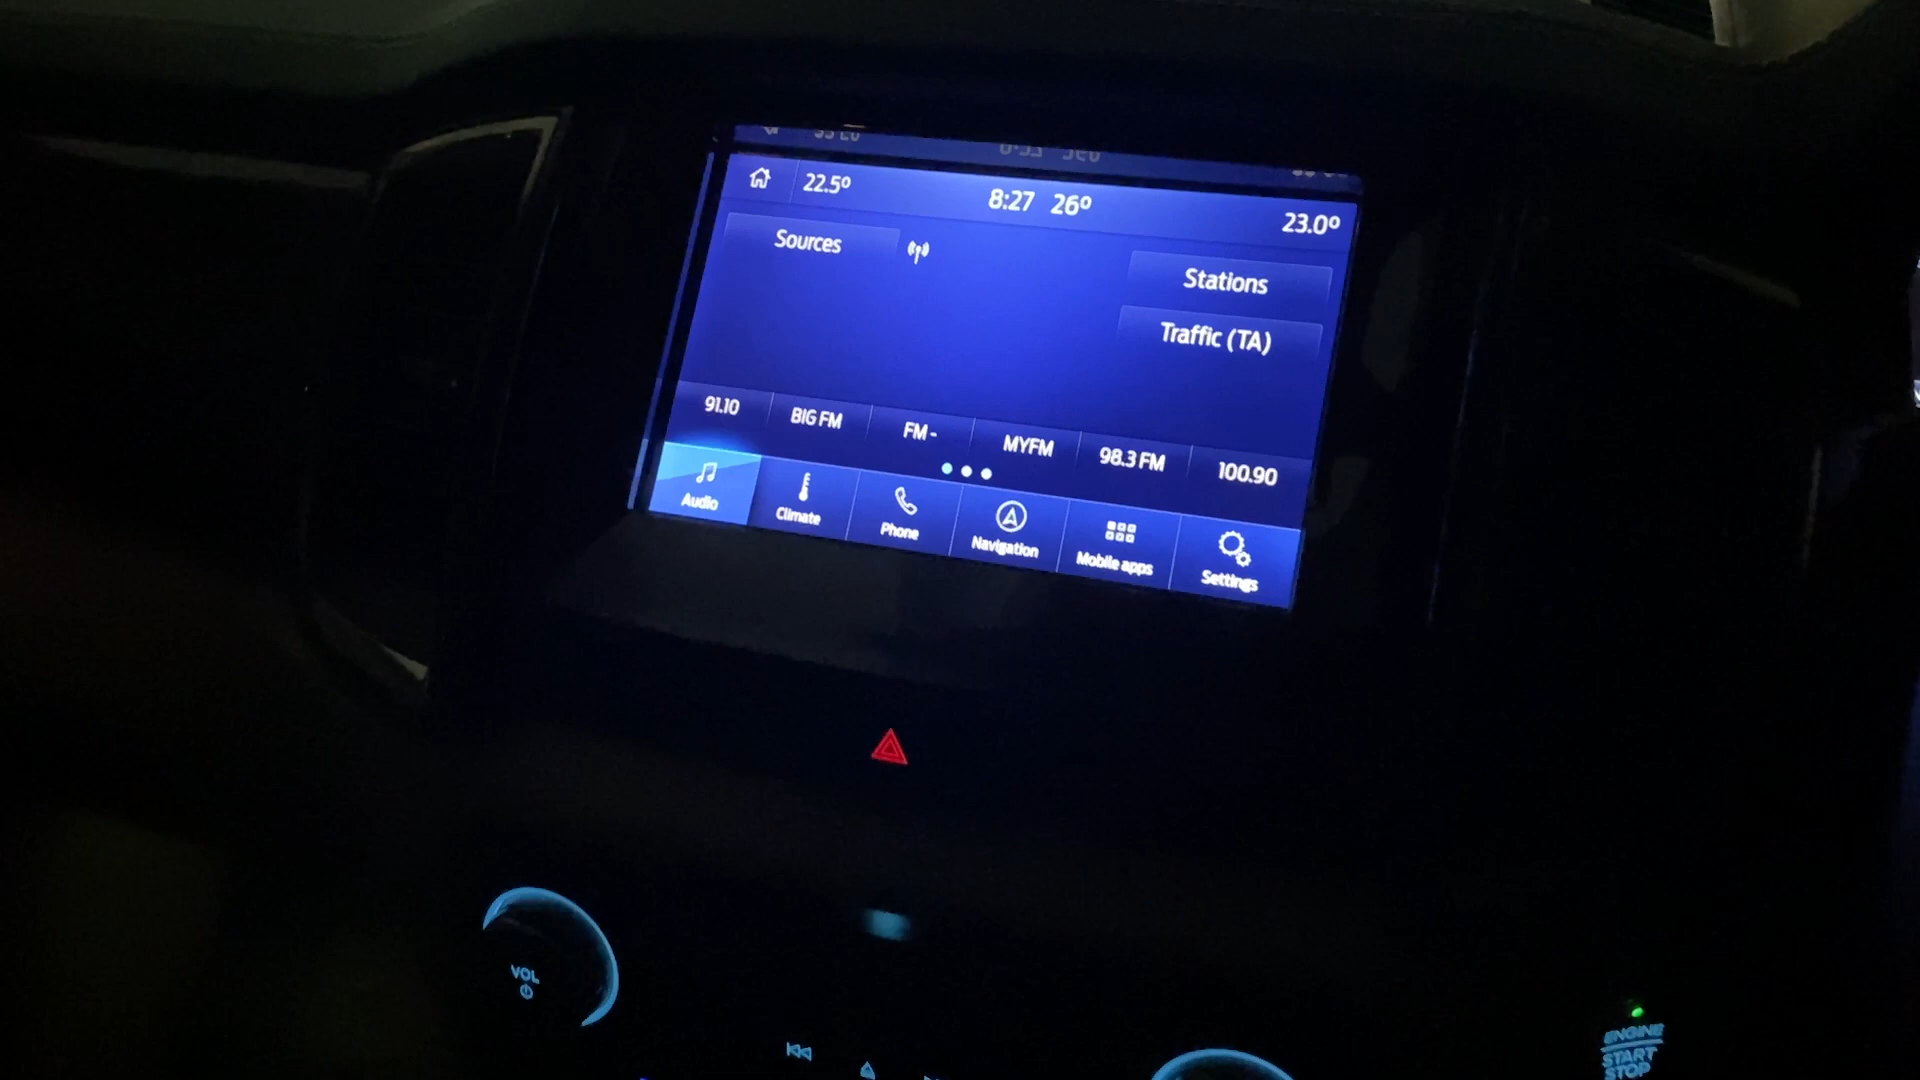 22.5° 8:27 26° 23.0°
Sources
Stations
Traffic (TA)
91.10 BIG FM FM - MYFM 98.3 FM 100.90
Audio Climate Phone Navigation Mobile apps Settings
VOL
ENGINE
START
STOP